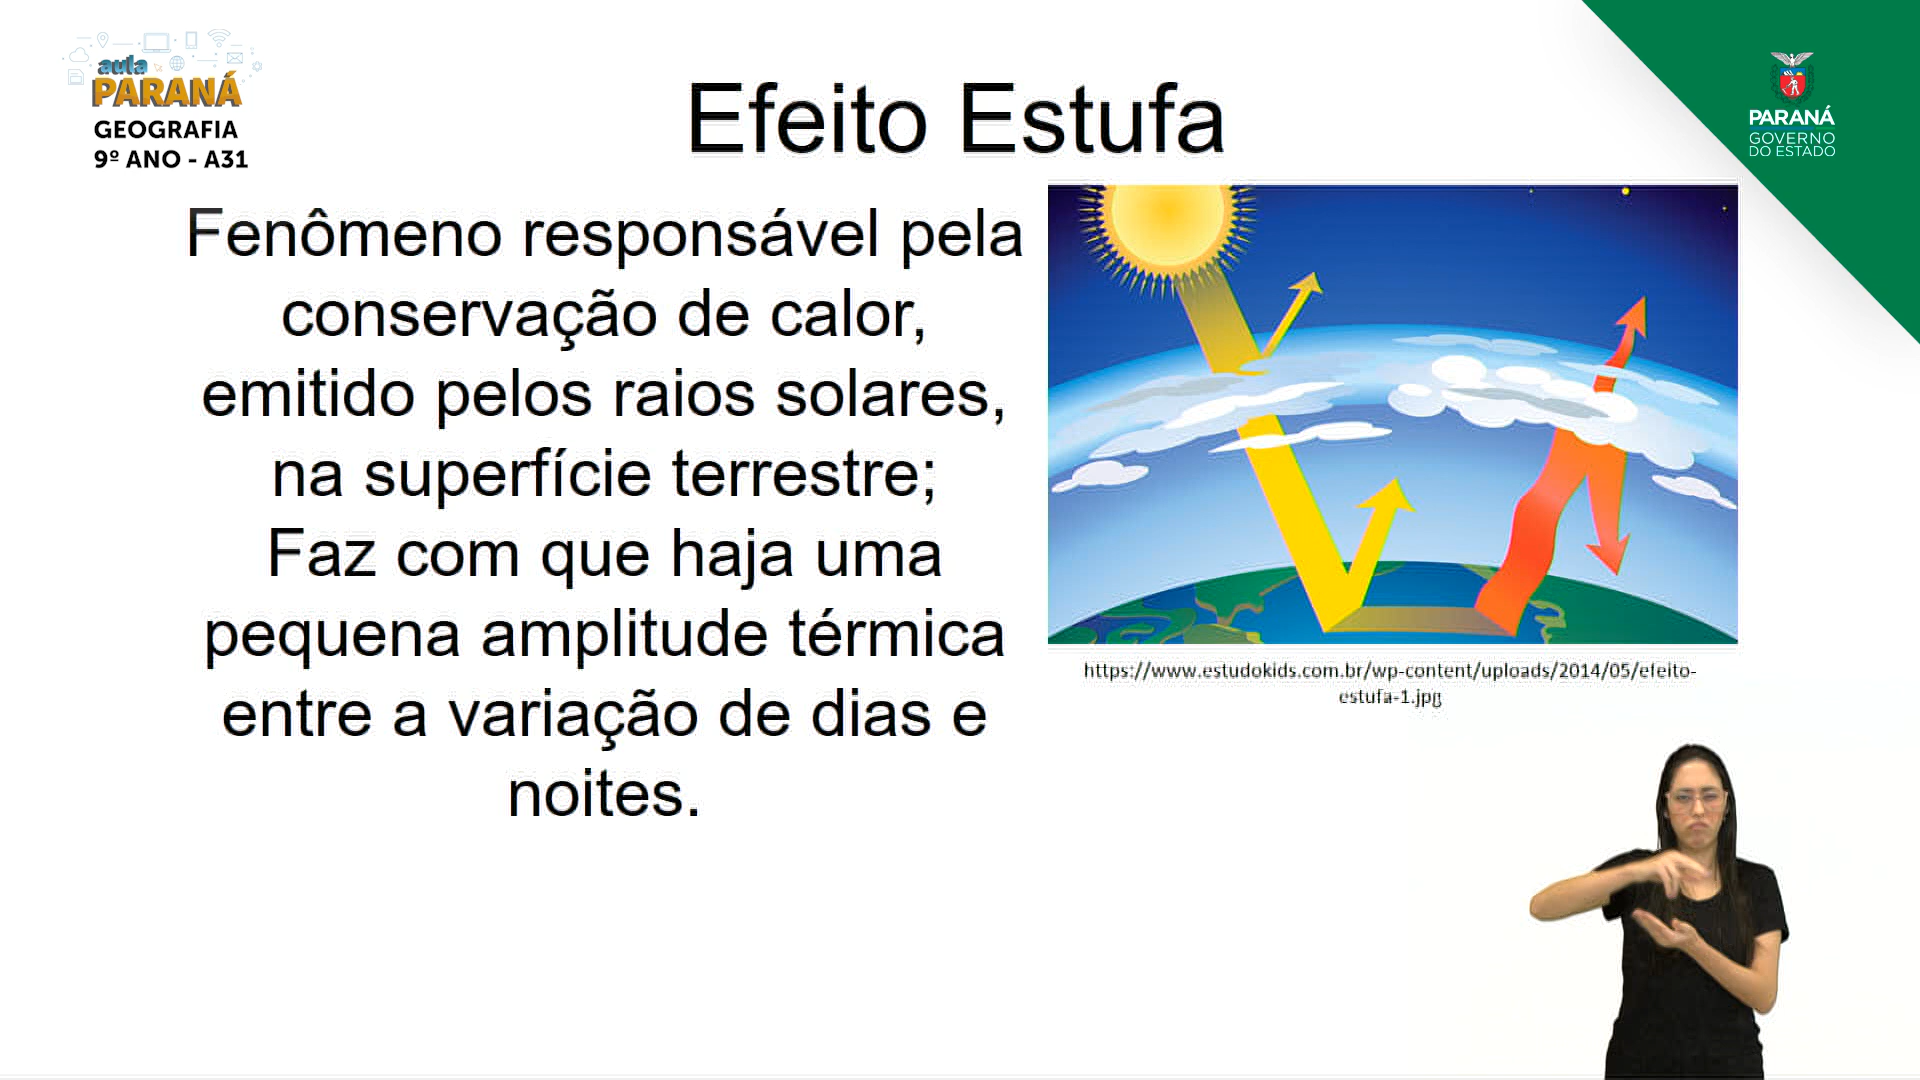 aula
PARANÁ
GEOGRAFIA
9º ANO - A31
Efeito Estufa
PARANÁ
GOVERNO
DO ESTADO
Fenômeno responsável pela
conservação de calor,
emitido pelos raios solares,
na superfície terrestre;
Faz com que haja uma
pequena amplitude térmica
entre a variação de dias e
noites.
https://www.estudokids.com.br/wp-content/uploads/2014/05/efeito-
estufa-1.jpg